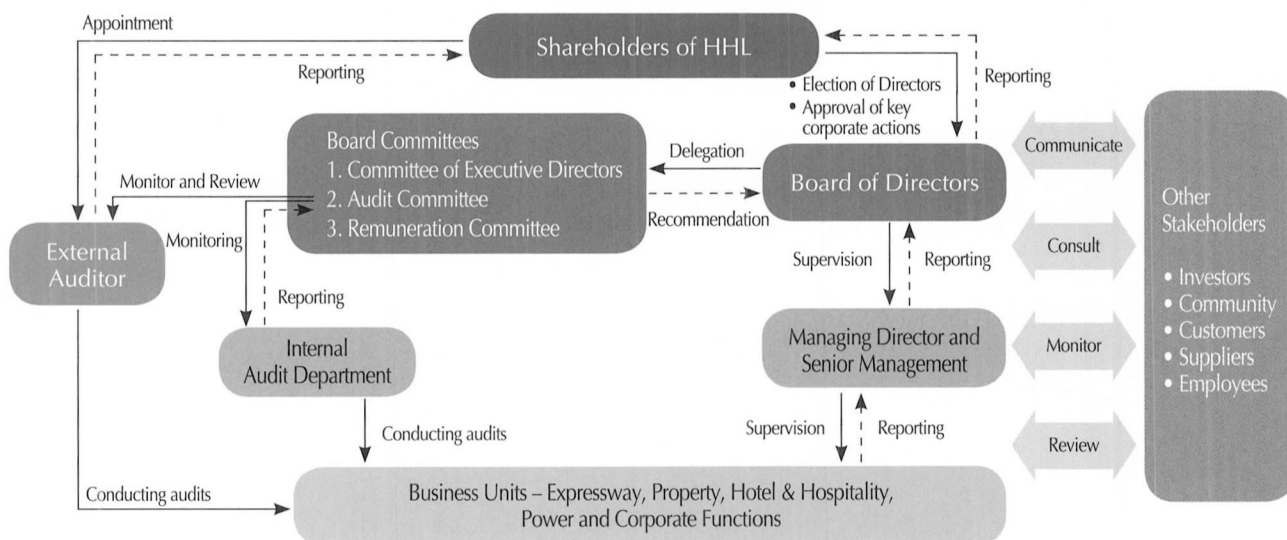 Appointment
Shareholders of HHL
Reporting
Reporting
• Election of Directors
• Approval of key
corporate actions
Board Committees
1. Committee of Executive Directors
2. Audit Committee
3. Remuneration Committee
Delegation
Recommendation
Board of Directors
Communicate
Monitor and Review
Monitoring
External
Auditor
Reporting
Supervision
Reporting
Consult
Other
Stakeholders
• Investors
• Community
• Customers
• Suppliers
• Employees
Internal
Audit Department
Managing Director and
Senior Management
Monitor
Conducting audits
Supervision
Reporting
Review
Conducting audits
Business Units – Expressway, Property, Hotel & Hospitality,
Power and Corporate Functions